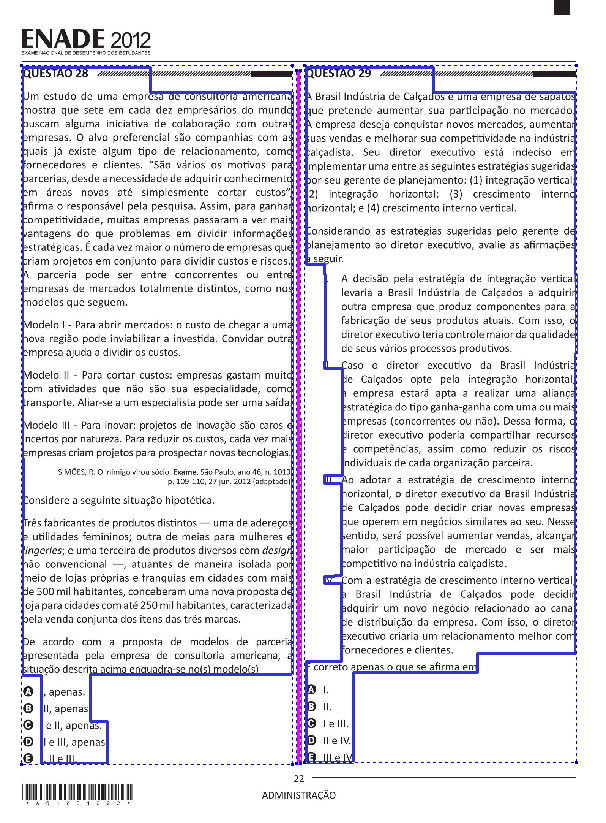 ENADE 2012
EXAME NACIONAL DE DESEMPENHO DOS ESTUDANTES
QUESTÃO 28
Um estudo de uma empresa de consultoria americana
mostra que sete em cada dez empresários do mundo
buscam alguma iniciativa de colaboração com outras
empresas. O alvo preferencial são companhias com as
quais já existe algum tipo de relacionamento, como
fornecedores e clientes. “São vários os motivos para
parcerias, desde a necessidade de adquirir conhecimento
em áreas novas até simplesmente cortar custos”,
afirma o responsável pela pesquisa. Assim, para ganhar
competitividade, muitas empresas passaram a ver mais
vantagens do que problemas em dividir informações
estratégicas. É cada vez maior o número de empresas que
criam projetos em conjunto para dividir custos e riscos.
A parceria pode ser entre concorrentes ou entre
empresas de mercados totalmente distintos, como nos
modelos que seguem.
Modelo I - Para abrir mercados: o custo de chegar a uma
nova região pode inviabilizar a investida. Convidar outra
empresa ajuda a dividir os custos.
Modelo II - Para cortar custos: empresas gastam muito
com atividades que não são sua especialidade, como
transporte. Aliar-se a um especialista pode ser uma saída.
Modelo III - Para inovar: projetos de inovação são caros e
incertos por natureza. Para reduzir os custos, cada vez mais
empresas criam projetos para prospectar novas tecnologias.
SIMÕES, R. O inimigo virou sócio. Exame, São Paulo, ano 46, n. 1019,
p. 109-110, 27 jun. 2012 (adaptado).
Considere a seguinte situação hipotética.
Três fabricantes de produtos distintos — uma de adereços
e utilidades femininos; outra de meias para mulheres e
lingeries; e uma terceira de produtos diversos com design
não convencional —, atuantes de maneira isolada por
meio de lojas próprias e franquias em cidades com mais
de 500 mil habitantes, conceberam uma nova proposta de
loja para cidades com até 250 mil habitantes, caracterizada
pela venda conjunta dos itens das três marcas.
De acordo com a proposta de modelos de parceria
apresentada pela empresa de consultoria americana, a
situação descrita acima enquadra-se no(s) modelo(s)
A I, apenas.
B II, apenas.
C I e II, apenas.
D I e III, apenas.
E I, II e III.
QUESTÃO 29
A Brasil Indústria de Calçados é uma empresa de sapatos
que pretende aumentar sua participação no mercado.
A empresa deseja conquistar novos mercados, aumentar
suas vendas e melhorar sua competitividade na indústria
calçadista. Seu diretor executivo está indeciso em
implementar uma entre as seguintes estratégias sugeridas
por seu gerente de planejamento: (1) integração vertical;
(2) integração horizontal; (3) crescimento interno
horizontal; e (4) crescimento interno vertical.
Considerando as estratégias sugeridas pelo gerente de
planejamento ao diretor executivo, avalie as afirmações
a seguir.
I. A decisão pela estratégia de integração vertical
levaria a Brasil Indústria de Calçados a adquirir
outra empresa que produz componentes para a
fabricação de seus produtos atuais. Com isso, o
diretor executivo teria controle maior da qualidade
de seus vários processos produtivos.
II. Caso o diretor executivo da Brasil Indústria
de Calçados opte pela integração horizontal,
a empresa estará apta a realizar uma aliança
estratégica do tipo ganha-ganha com uma ou mais
empresas (concorrentes ou não). Dessa forma, o
diretor executivo poderia compartilhar recursos
e competências, assim como reduzir os riscos
individuais de cada organização parceira.
III. Ao adotar a estratégia de crescimento interno
horizontal, o diretor executivo da Brasil Indústria
de Calçados pode decidir criar novas empresas
que operem em negócios similares ao seu. Nesse
sentido, será possível aumentar vendas, alcançar
maior participação de mercado e ser mais
competitivo na indústria calçadista.
IV. Com a estratégia de crescimento interno vertical,
a Brasil Indústria de Calçados pode decidir
adquirir um novo negócio relacionado ao canal
de distribuição da empresa. Com isso, o diretor
executivo criaria um relacionamento melhor com
fornecedores e clientes.
É correto apenas o que se afirma em
A I.
B II.
C I e III.
D II e IV.
E III e IV.
22
ADMINISTRAÇÃO